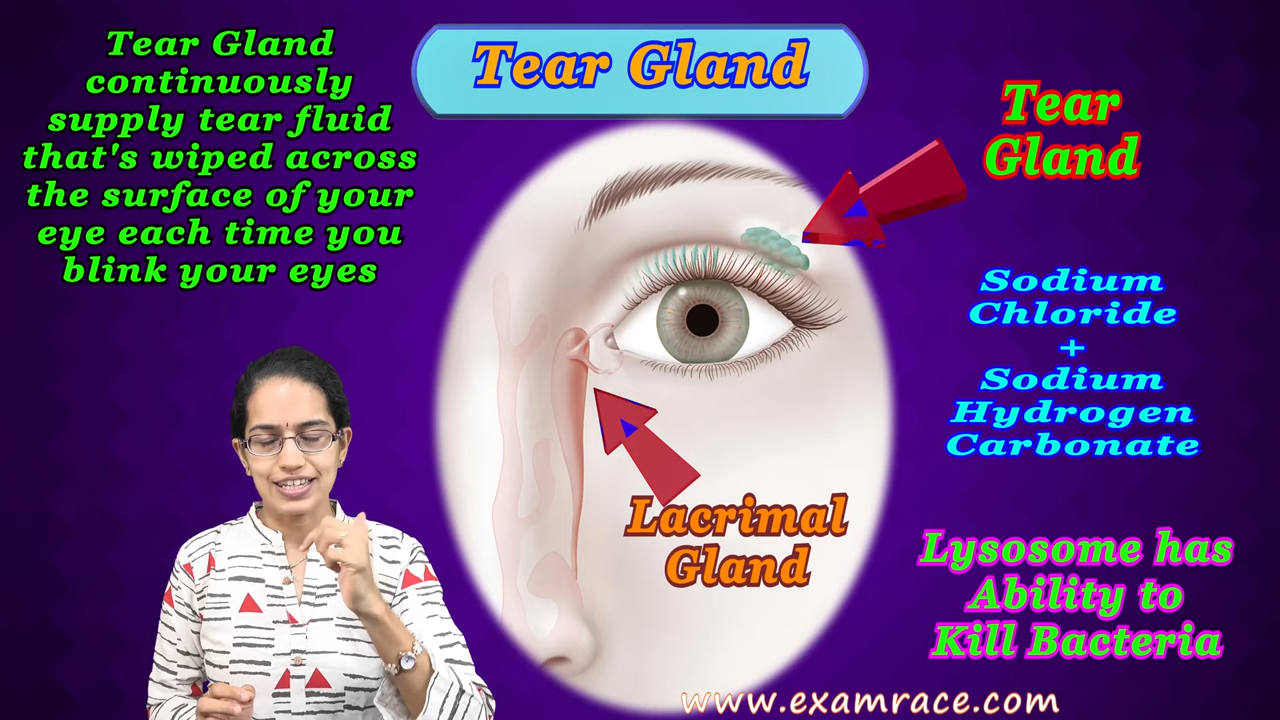 Tear Gland
continuously
supply tear fluid
that's wiped across
the surface of your
eye each time you
blink your eyes
Tear Gland
Tear
Gland
Sodium
Chloride
+
Sodium
Hydrogen
Carbonate
Lacrimal
Gland
Lysosome has
Ability to
Kill Bacteria
www.examrace.com